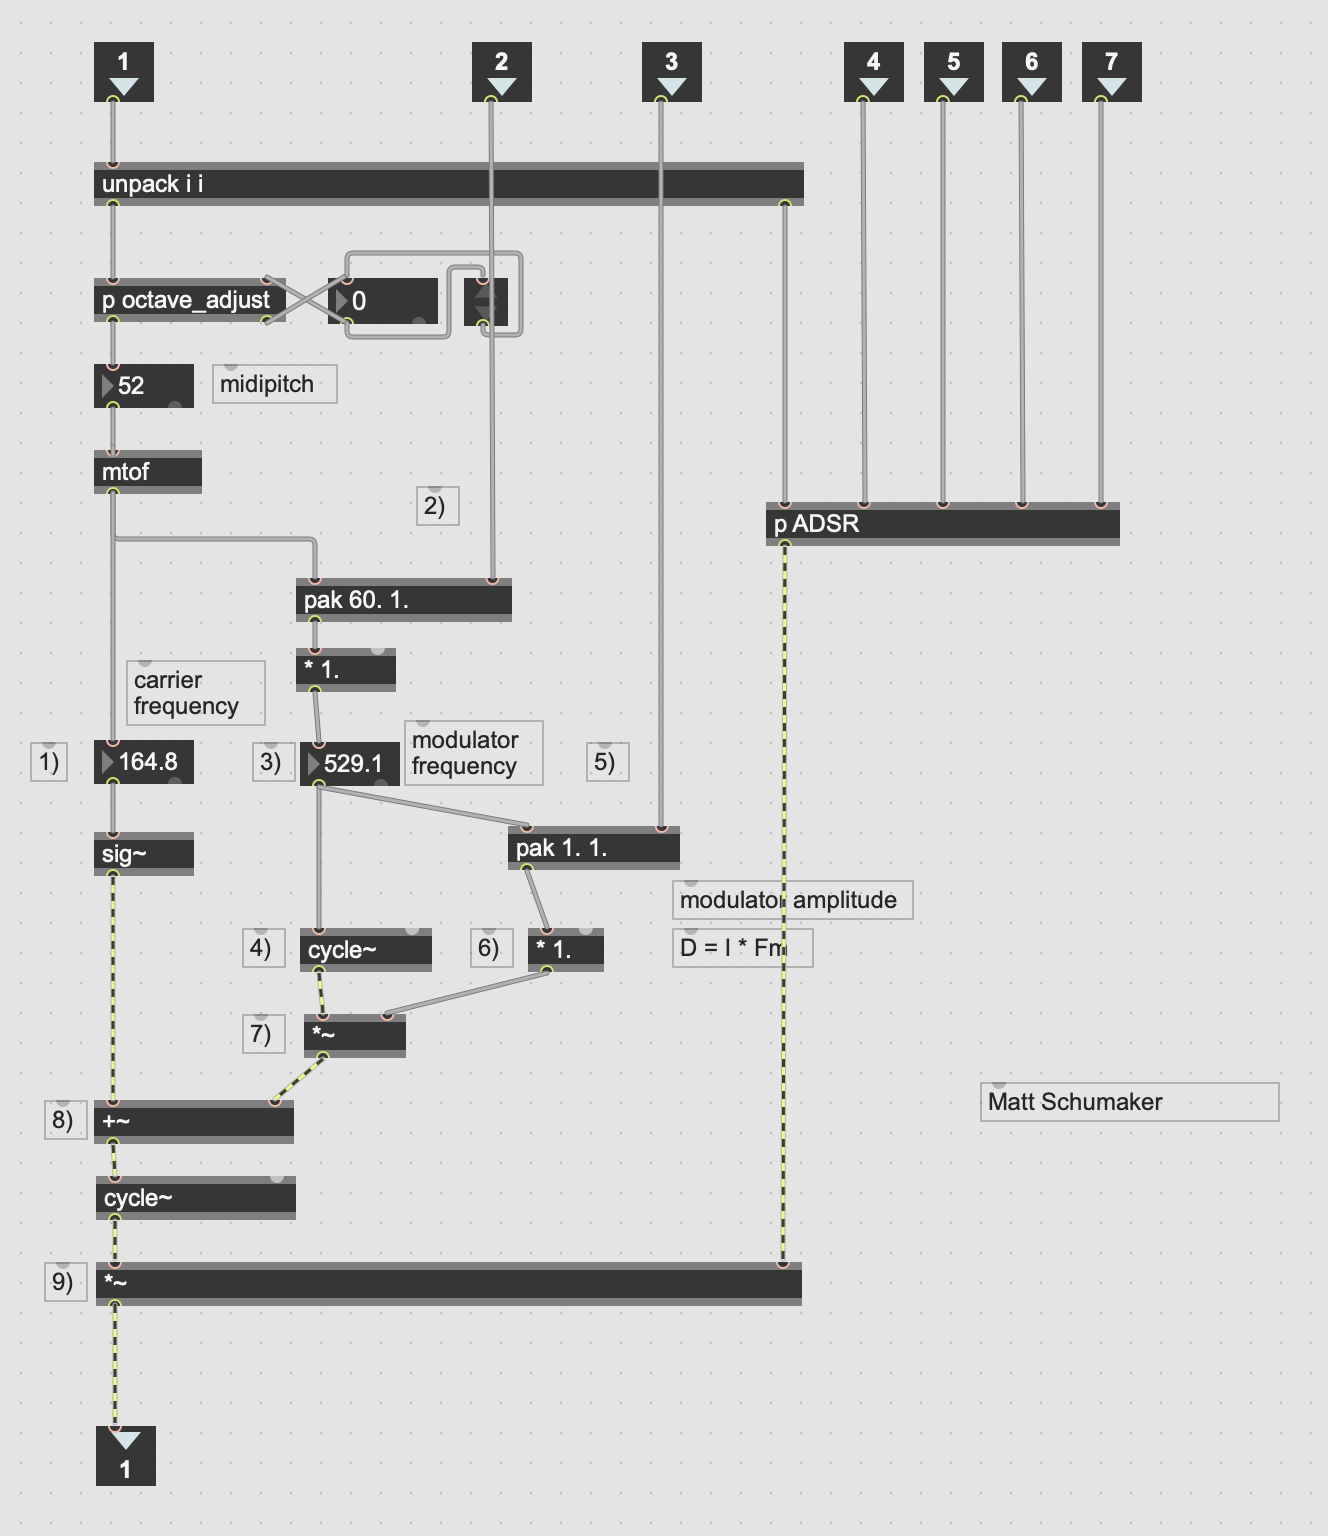 1
2
3
4
5
6
7
unpack i i
p octave_adjust
0
52
midipitch
mtof
2)
p ADSR
pak 60. 1.
* 1.
carrier
frequency
1)
164.8
3)
529.1
modulator
frequency
5)
sig~
pak 1. 1.
modulator amplitude
4)
cycle~
6)
* 1.
D = I * Fm
7)
*~
8)
+~
Matt Schumaker
cycle~
9)
*~
1